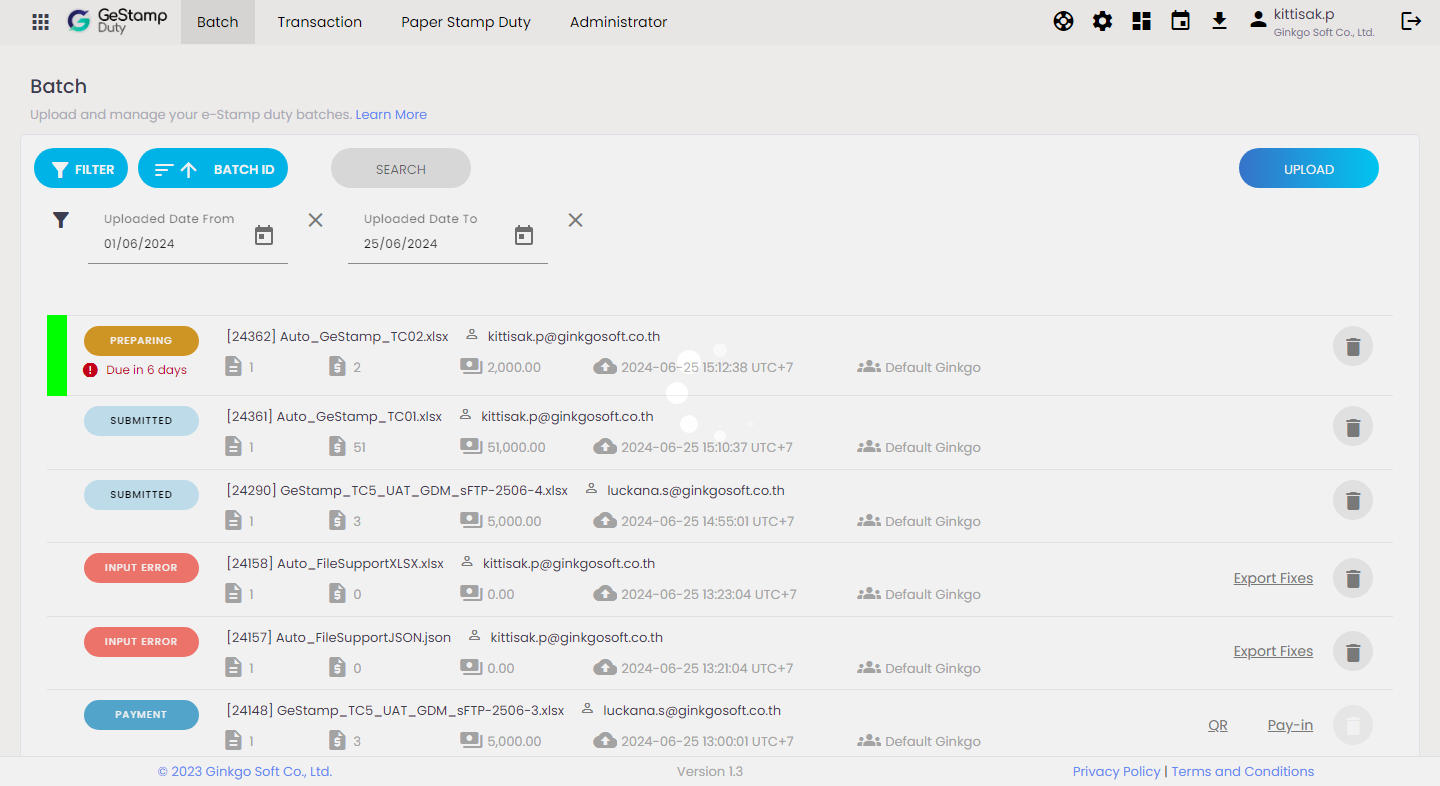 GeStamp Duty Batch Transaction Paper Stamp Duty Administrator kittisak.p
Ginkgo Soft Co., Ltd.
Batch
Upload and manage your e-Stamp duty batches. Learn More
FILTER BATCH ID SEARCH UPLOAD
Uploaded Date From Uploaded Date To
01/06/2024 25/06/2024
PREPARING [24362] Auto_GeStamp_TC02.xlsx kittisak.p@ginkgosoft.co.th
Due in 6 days 1 2 2,000.00 2024-06-25 15:12:38 UTC+7 Default Ginkgo
SUBMITTED [24361] Auto_GeStamp_TC01.xlsx kittisak.p@ginkgosoft.co.th
1 51 51,000.00 2024-06-25 15:10:37 UTC+7 Default Ginkgo
SUBMITTED [24290] GeStamp_TC5_UAT_GDM_sFTP-2506-4.xlsx luckana.s@ginkgosoft.co.th
1 3 5,000.00 2024-06-25 14:55:01 UTC+7 Default Ginkgo
INPUT ERROR [24158] Auto_FileSupportXLSX.xlsx kittisak.p@ginkgosoft.co.th
1 0 0.00 2024-06-25 13:23:04 UTC+7 Default Ginkgo Export Fixes
INPUT ERROR [24157] Auto_FileSupportJSON.json kittisak.p@ginkgosoft.co.th
1 0 0.00 2024-06-25 13:21:04 UTC+7 Default Ginkgo Export Fixes
PAYMENT [24148] GeStamp_TC5_UAT_GDM_sFTP-2506-3.xlsx luckana.s@ginkgosoft.co.th
1 3 5,000.00 2024-06-25 13:00:01 UTC+7 Default Ginkgo QR Pay-in
© 2023 Ginkgo Soft Co., Ltd. Version 1.3 Privacy Policy | Terms and Conditions